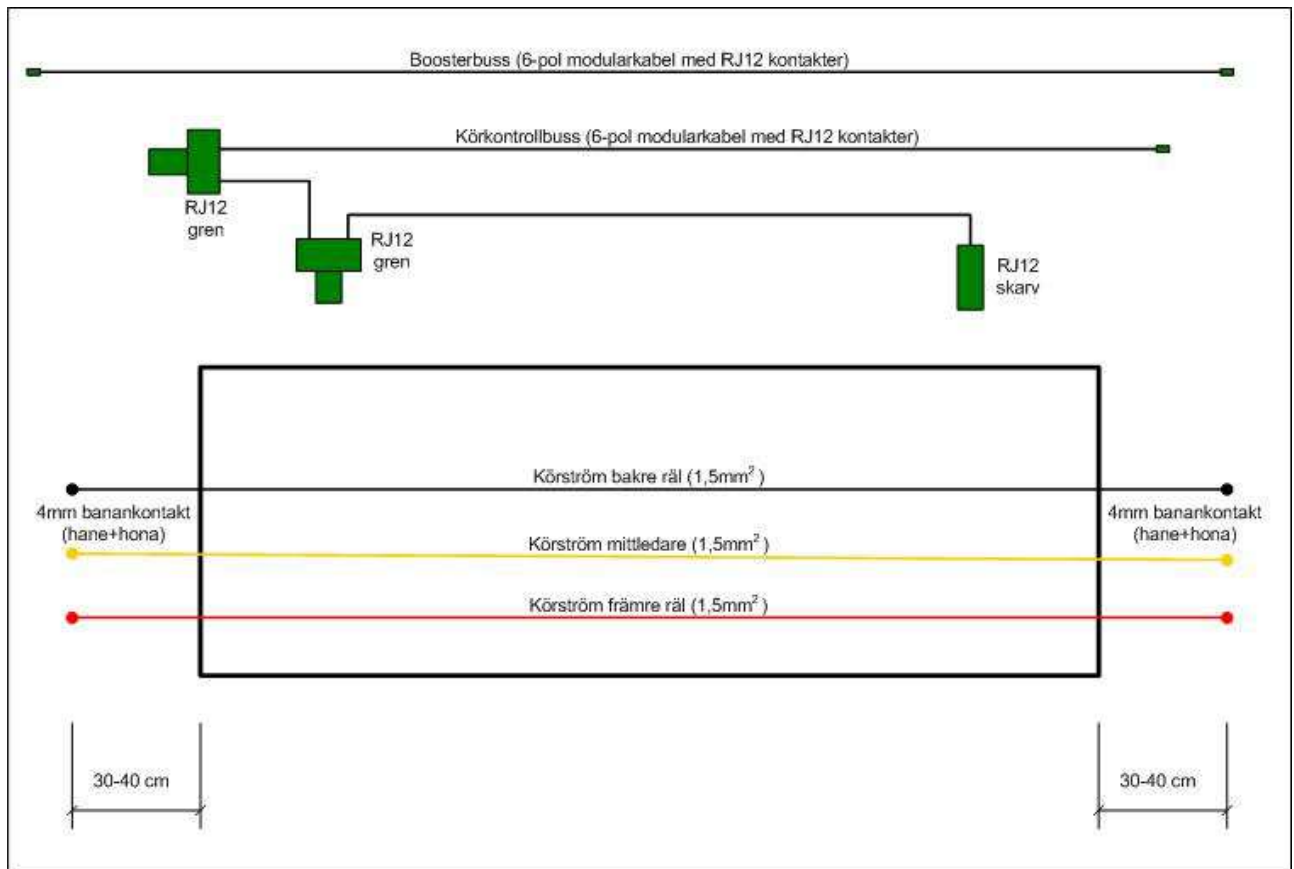 Boosterbuss (6-pol modularkabel med RJ12 kontakter)
Körkontrollbuss (6-pol modularkabel med RJ12 kontakter)
RJ12
gren
RJ12
gren
RJ12
skarv
Körström bakre räl (1,5mm²)
4mm banankontakt
(hane+hona)
4mm banankontakt
(hane+hona)
Körström mittledare (1,5mm²)
Körström främre räl (1,5mm²)
30-40 cm
30-40 cm